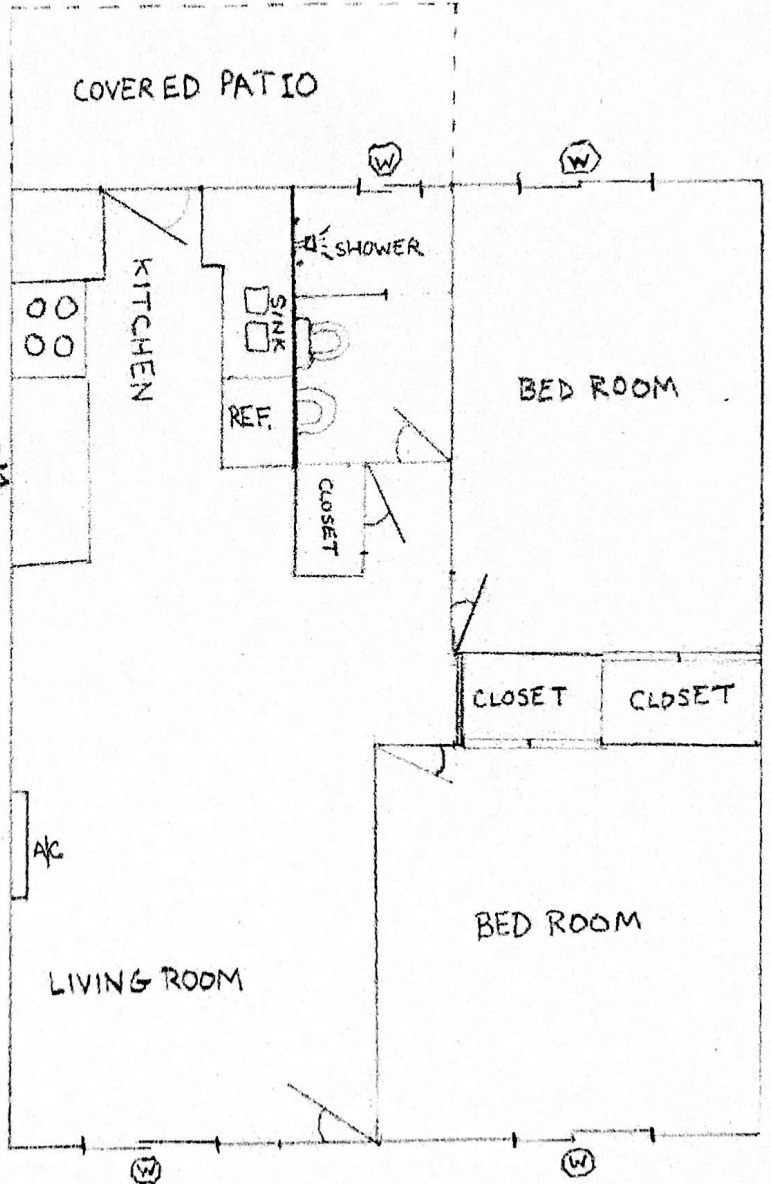 COVERED PATIO
W
W
SHOWER
KITCHEN
SINK
BED ROOM
REF.
CLOSET
CLOSET
CLOSET
A/C
BED ROOM
LIVING ROOM
W
W